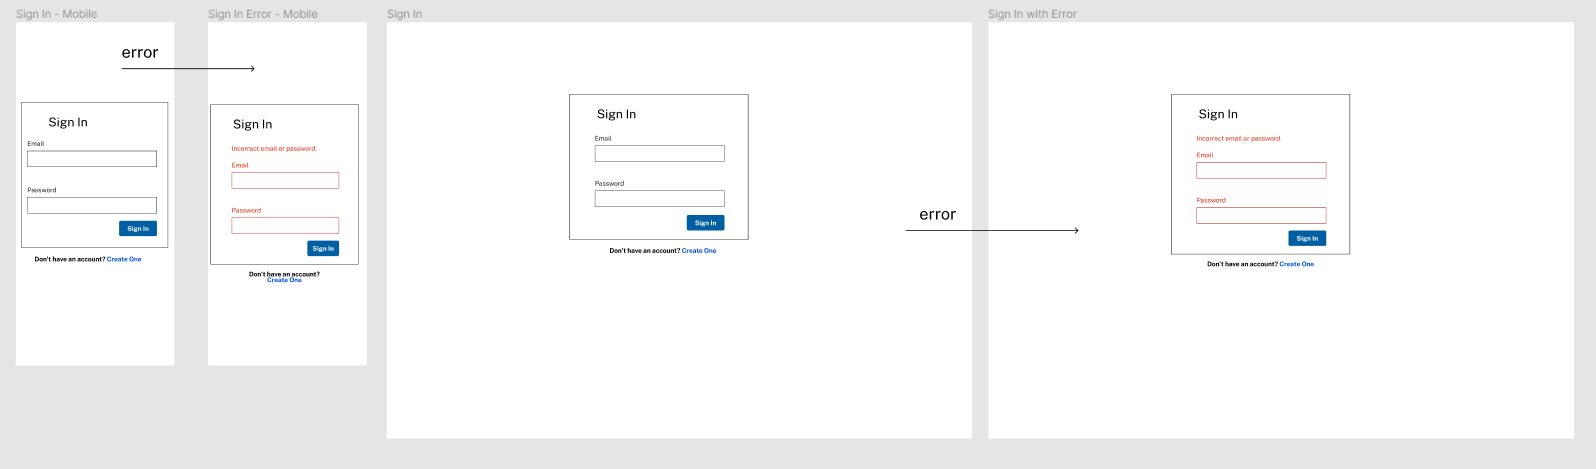 Sign In - Mobile
error
Sign In
Email
Password
Sign In
Don't have an account? Create One
Sign In Error - Mobile
Sign In
Incorrect email or password.
Email
Password
Sign In
Don't have an account?
Create One
Sign In
Sign In
Email
Password
Sign In
Don't have an account? Create One
error
Sign In with Error
Sign In
Incorrect email or password.
Email
Password
Sign In
Don't have an account? Create One